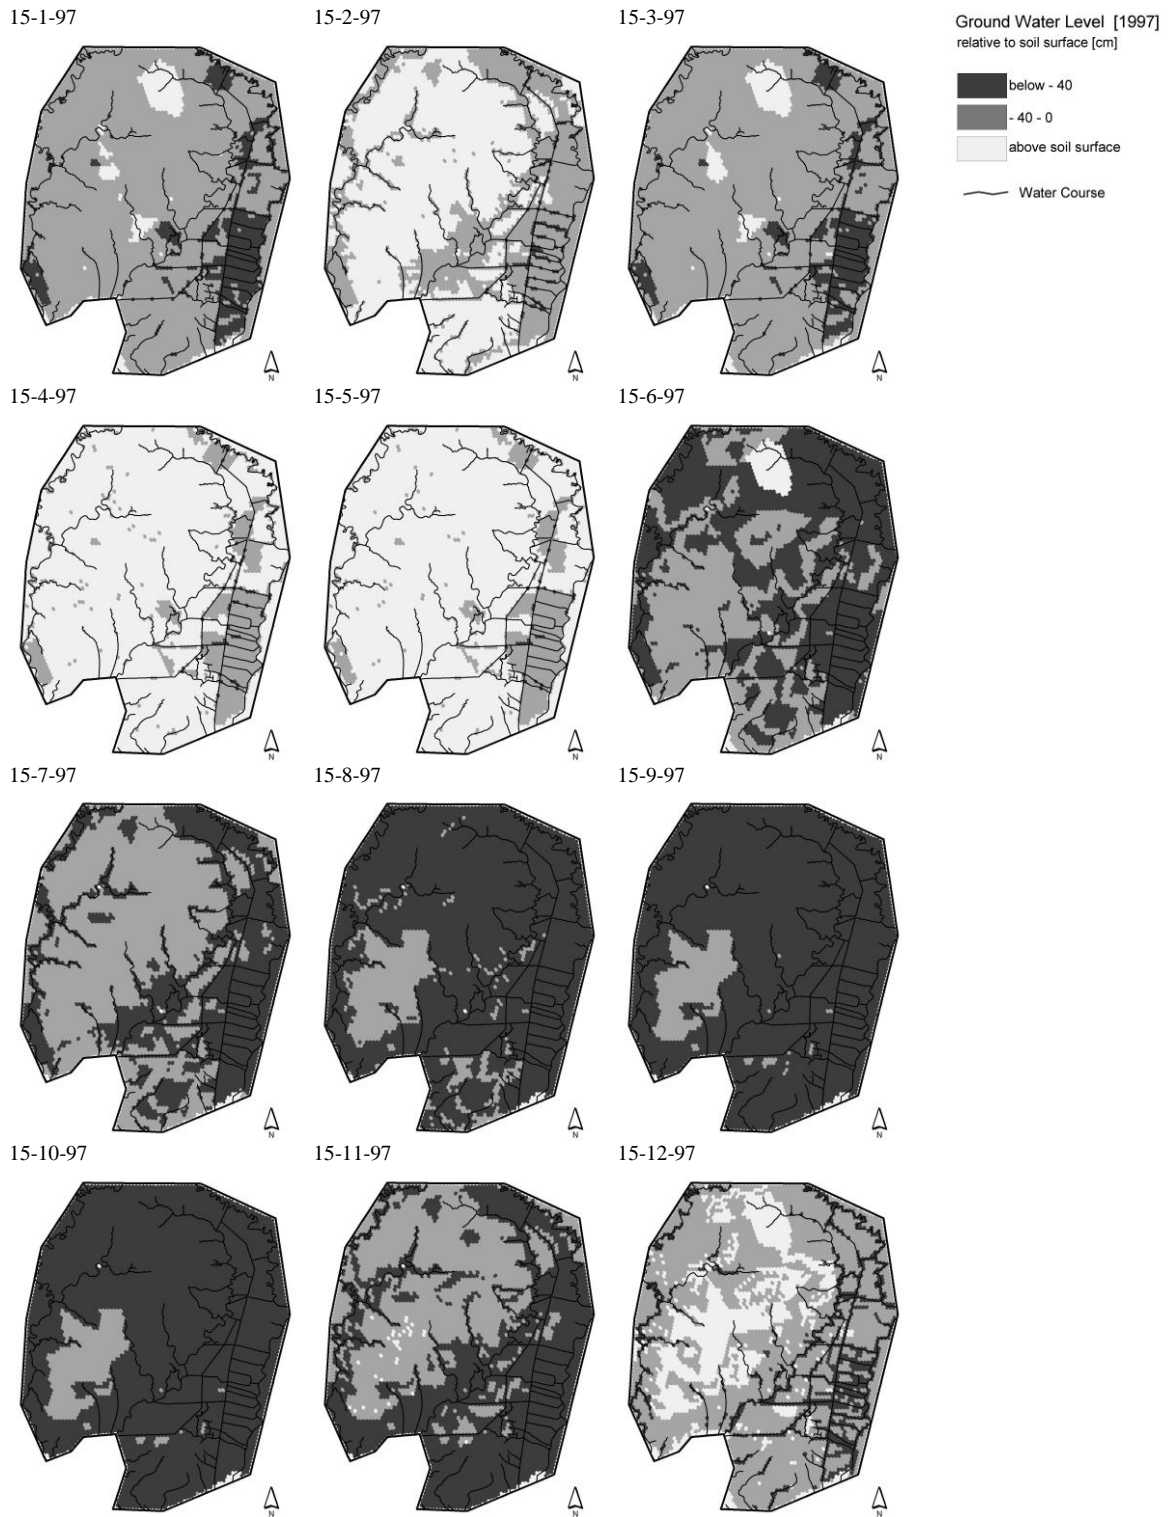 15-1-97
15-2-97
15-3-97
Ground Water Level [1997]
relative to soil surface [cm]
below - 40
- 40 - 0
above soil surface
Water Course
N
N
N
15-4-97
15-5-97
15-6-97
N
N
N
15-7-97
15-8-97
15-9-97
N
N
N
15-10-97
15-11-97
15-12-97
N
N
N